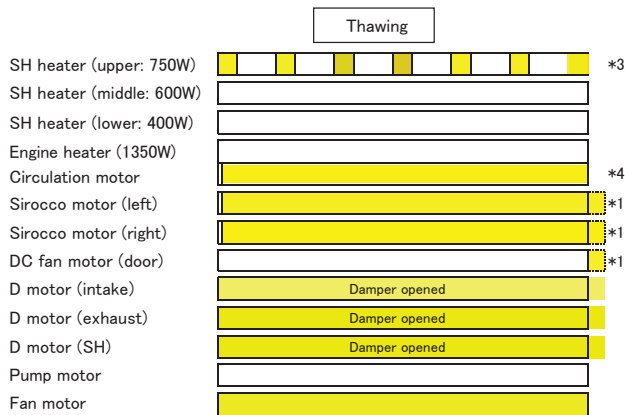 Thawing
SH heater (upper: 750W) *3
SH heater (middle: 600W)
SH heater (lower: 400W)
Engine heater (1350W)
Circulation motor *4
Sirocco motor (left) *1
Sirocco motor (right) *1
DC fan motor (door) *1
D motor (intake) Damper opened
D motor (exhaust) Damper opened
D motor (SH) Damper opened
Pump motor
Fan motor